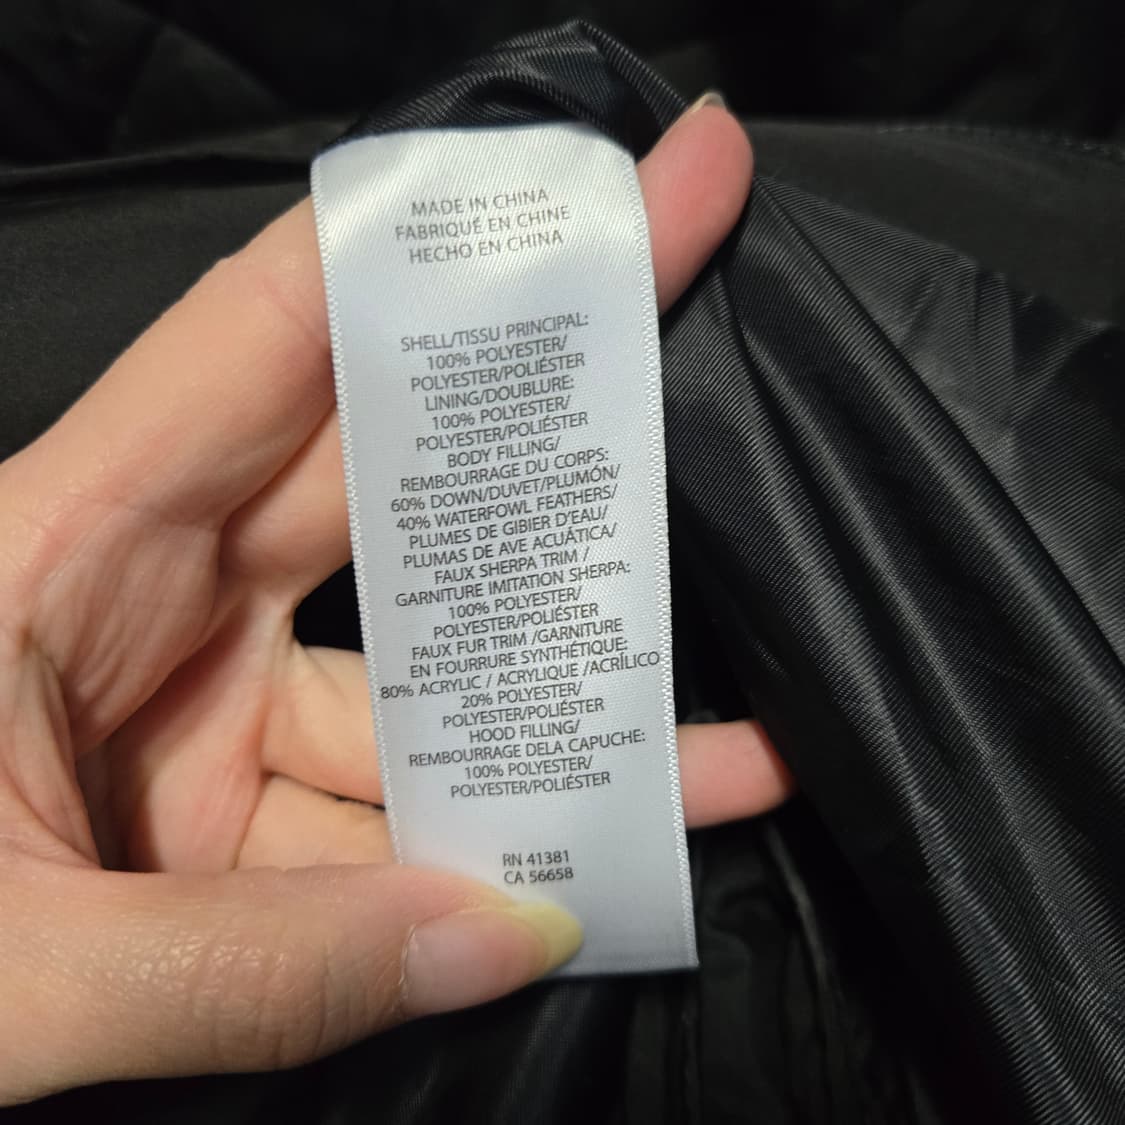 MADE IN CHINA
FABRIQUÉ EN CHINE
HECHO EN CHINA
SHELL/TISSU PRINCIPAL:
100% POLYESTER/
POLYESTER/POLIÉSTER
LINING/DOUBLURE:
100% POLYESTER/
POLYESTER/POLIÉSTER
BODY FILLING/
REMBOURRAGE DU CORPS:
60% DOWN/DUVET/PLUMÓN/
40% WATERFOWL FEATHERS/
PLUMES DE GIBIER D'EAU/
PLUMAS DE AVE ACUÁTICA/
FAUX SHERPA TRIM /
GARNITURE IMITATION SHERPA:
100% POLYESTER/
POLYESTER/POLIÉSTER
FAUX FUR TRIM /GARNITURE
EN FOURRURE SYNTHÉTIQUE:
80% ACRYLIC / ACRYLIQUE /ACRÍLICO
20% POLYESTER/
POLYESTER/POLIÉSTER
HOOD FILLING/
REMBOURRAGE DELA CAPUCHE:
100% POLYESTER/
POLYESTER/POLIÉSTER
RN 41381
CA 56658